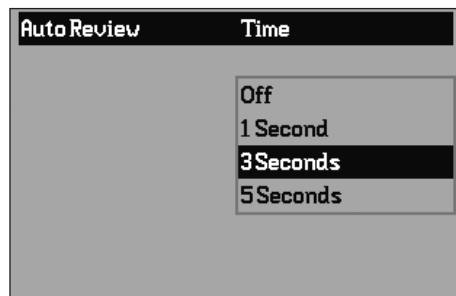 Auto Review Time
Off
1 Second
3 Seconds
5 Seconds